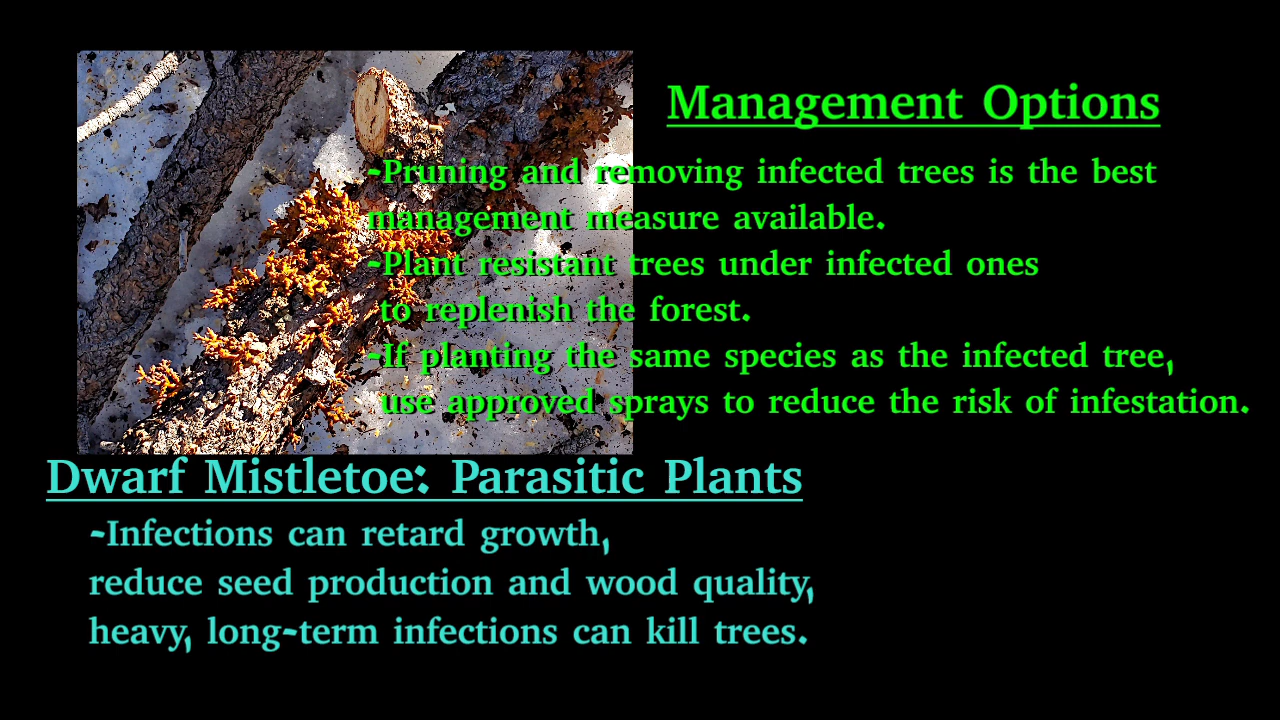 Management Options
~Pruning and removing infected trees is the best
management measure available.
~Plant resistant trees under infected ones
to replenish the forest.
~If planting the same species as the infected tree,
use approved sprays to reduce the risk of infestation.
Dwarf Mistletoe: Parasitic Plants
~Infections can retard growth,
reduce seed production and wood quality,
heavy, long-term infections can kill trees.